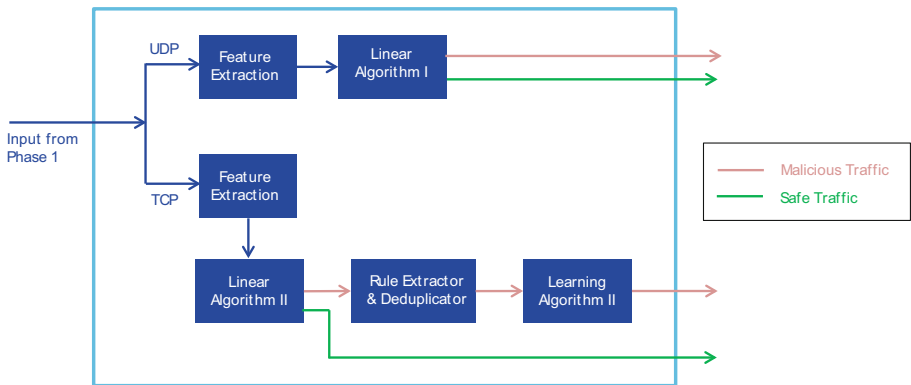 UDP
Feature
Extraction
Linear
Algorithm I
Input from
Phase 1
TCP
Feature
Extraction
Linear
Algorithm II
Rule Extractor
& Deduplicator
Learning
Algorithm II
Malicious Traffic
Safe Traffic